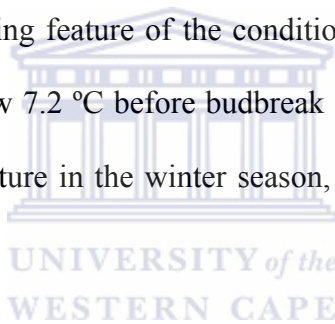 ing feature of the conditio
w 7.2 ºC before budbreak
ture in the winter season,
UNIVERSITY of the
WESTERN CAPE